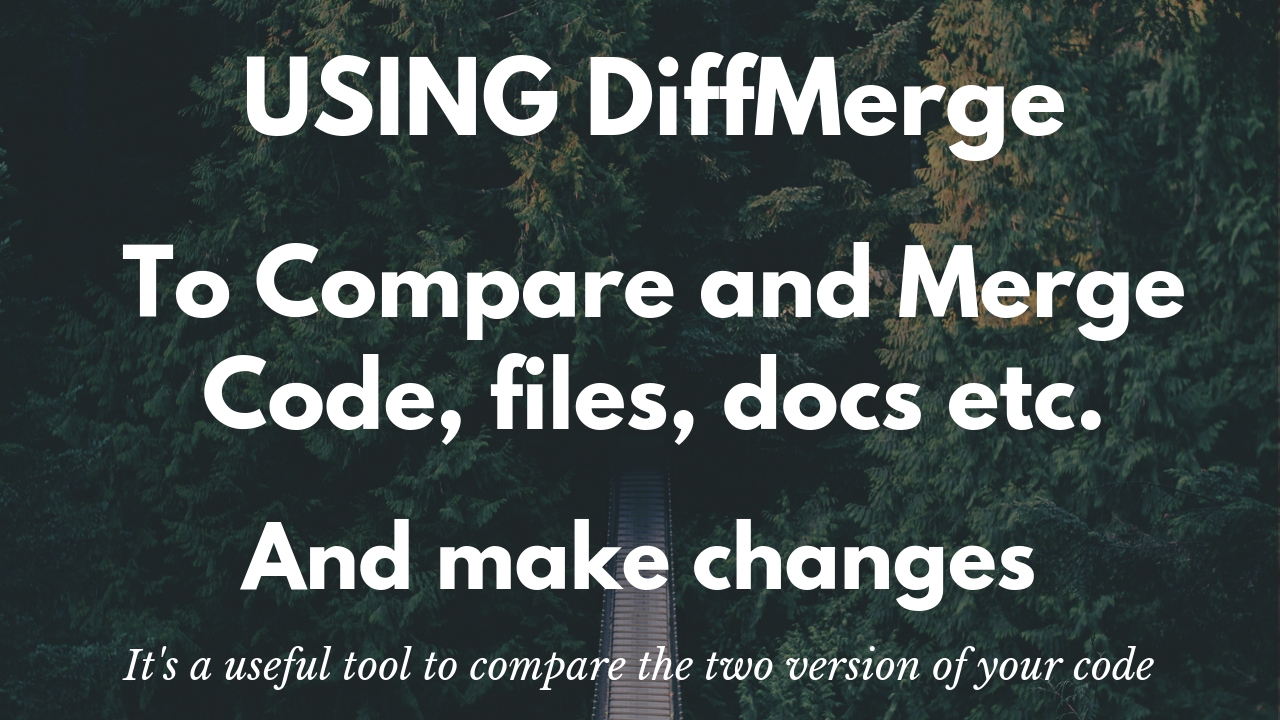 USING DiffMerge
To Compare and Merge
Code, files, docs etc.
And make changes
It's a useful tool to compare the two version of your code